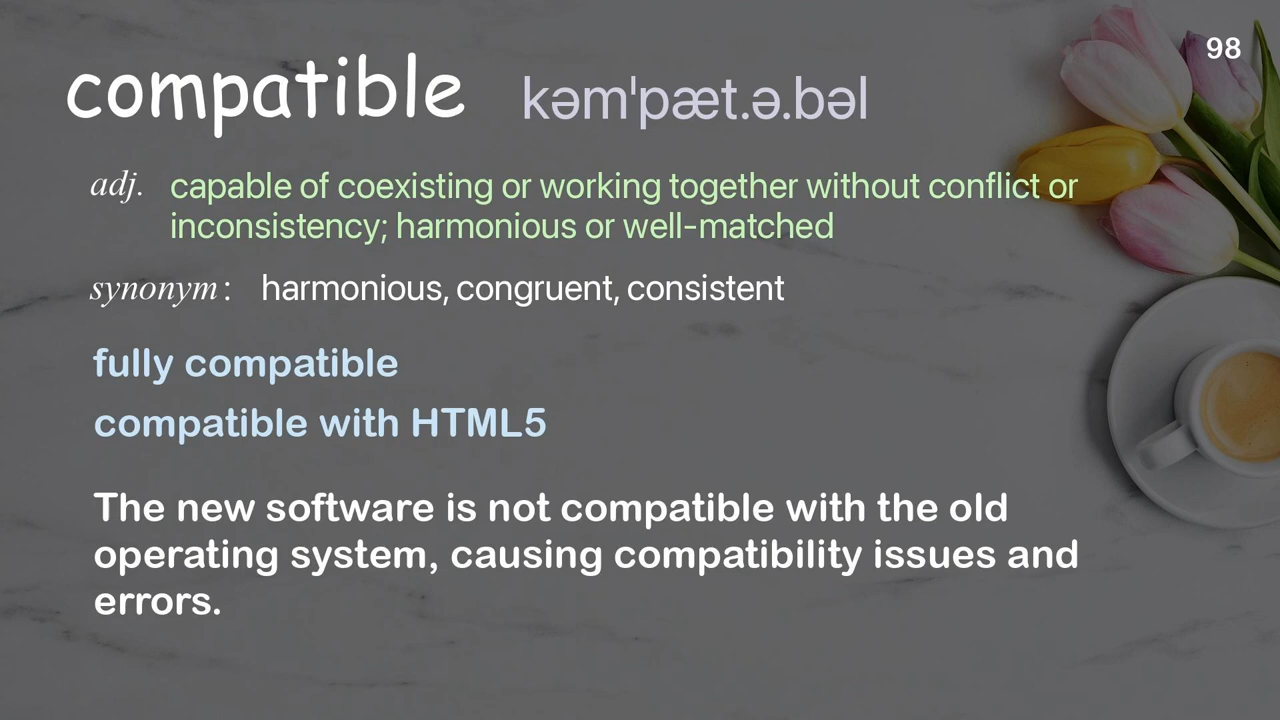 98
compatible kəmˈpæt.ə.bəl
adj. capable of coexisting or working together without conflict or
inconsistency; harmonious or well-matched
synonym: harmonious, congruent, consistent
fully compatible
compatible with HTML5
The new software is not compatible with the old
operating system, causing compatibility issues and
errors.